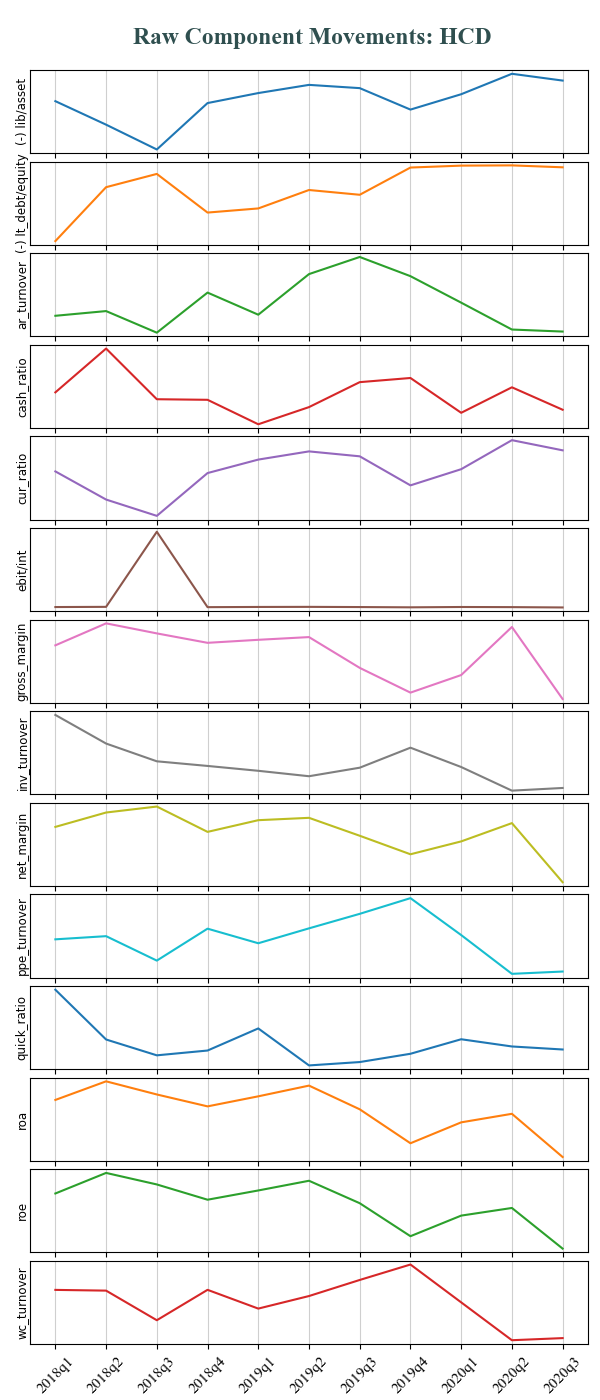 Raw Component Movements: HCD
(-) lib/asset
(-) lt_debt/equity
ar_turnover
cash_ratio
cur_ratio
ebit/int
gross_margin
inv_turnover
net_margin
ppe_turnover
quick_ratio
roa
roe
wc_turnover
2018q1 2018q2 2018q3 2018q4 2019q1 2019q2 2019q3 2019q4 2020q1 2020q2 2020q3